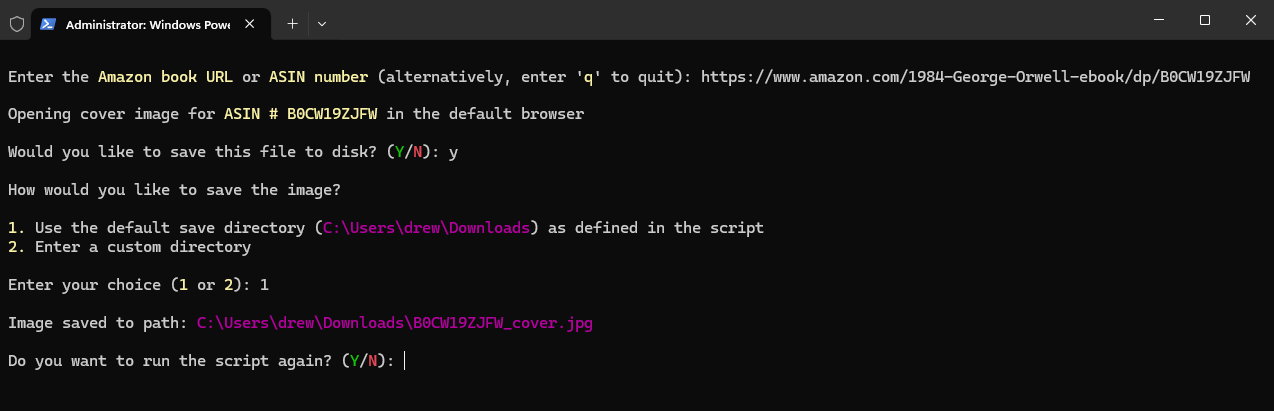 Administrator: Windows Powe
Enter the Amazon book URL or ASIN number (alternatively, enter 'q' to quit): https://www.amazon.com/1984-George-Orwell-ebook/dp/B0CW19ZJFW
Opening cover image for ASIN # B0CW19ZJFW in the default browser
Would you like to save this file to disk? (Y/N): y
How would you like to save the image?
1. Use the default save directory (C:\Users\drew\Downloads) as defined in the script
2. Enter a custom directory
Enter your choice (1 or 2): 1
Image saved to path: C:\Users\drew\Downloads\B0CW19ZJFW_cover.jpg
Do you want to run the script again? (Y/N):